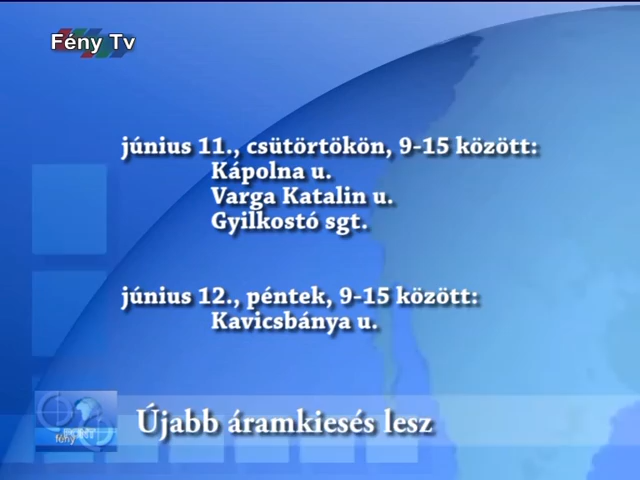 Fény Tv
június 11., csütörtökön, 9-15 között:
Kápolna u.
Varga Katalin u.
Gyilkostó sgt.
június 12., péntek, 9-15 között:
Kavicsbánya u.
Újabb áramkiesés lesz
fény